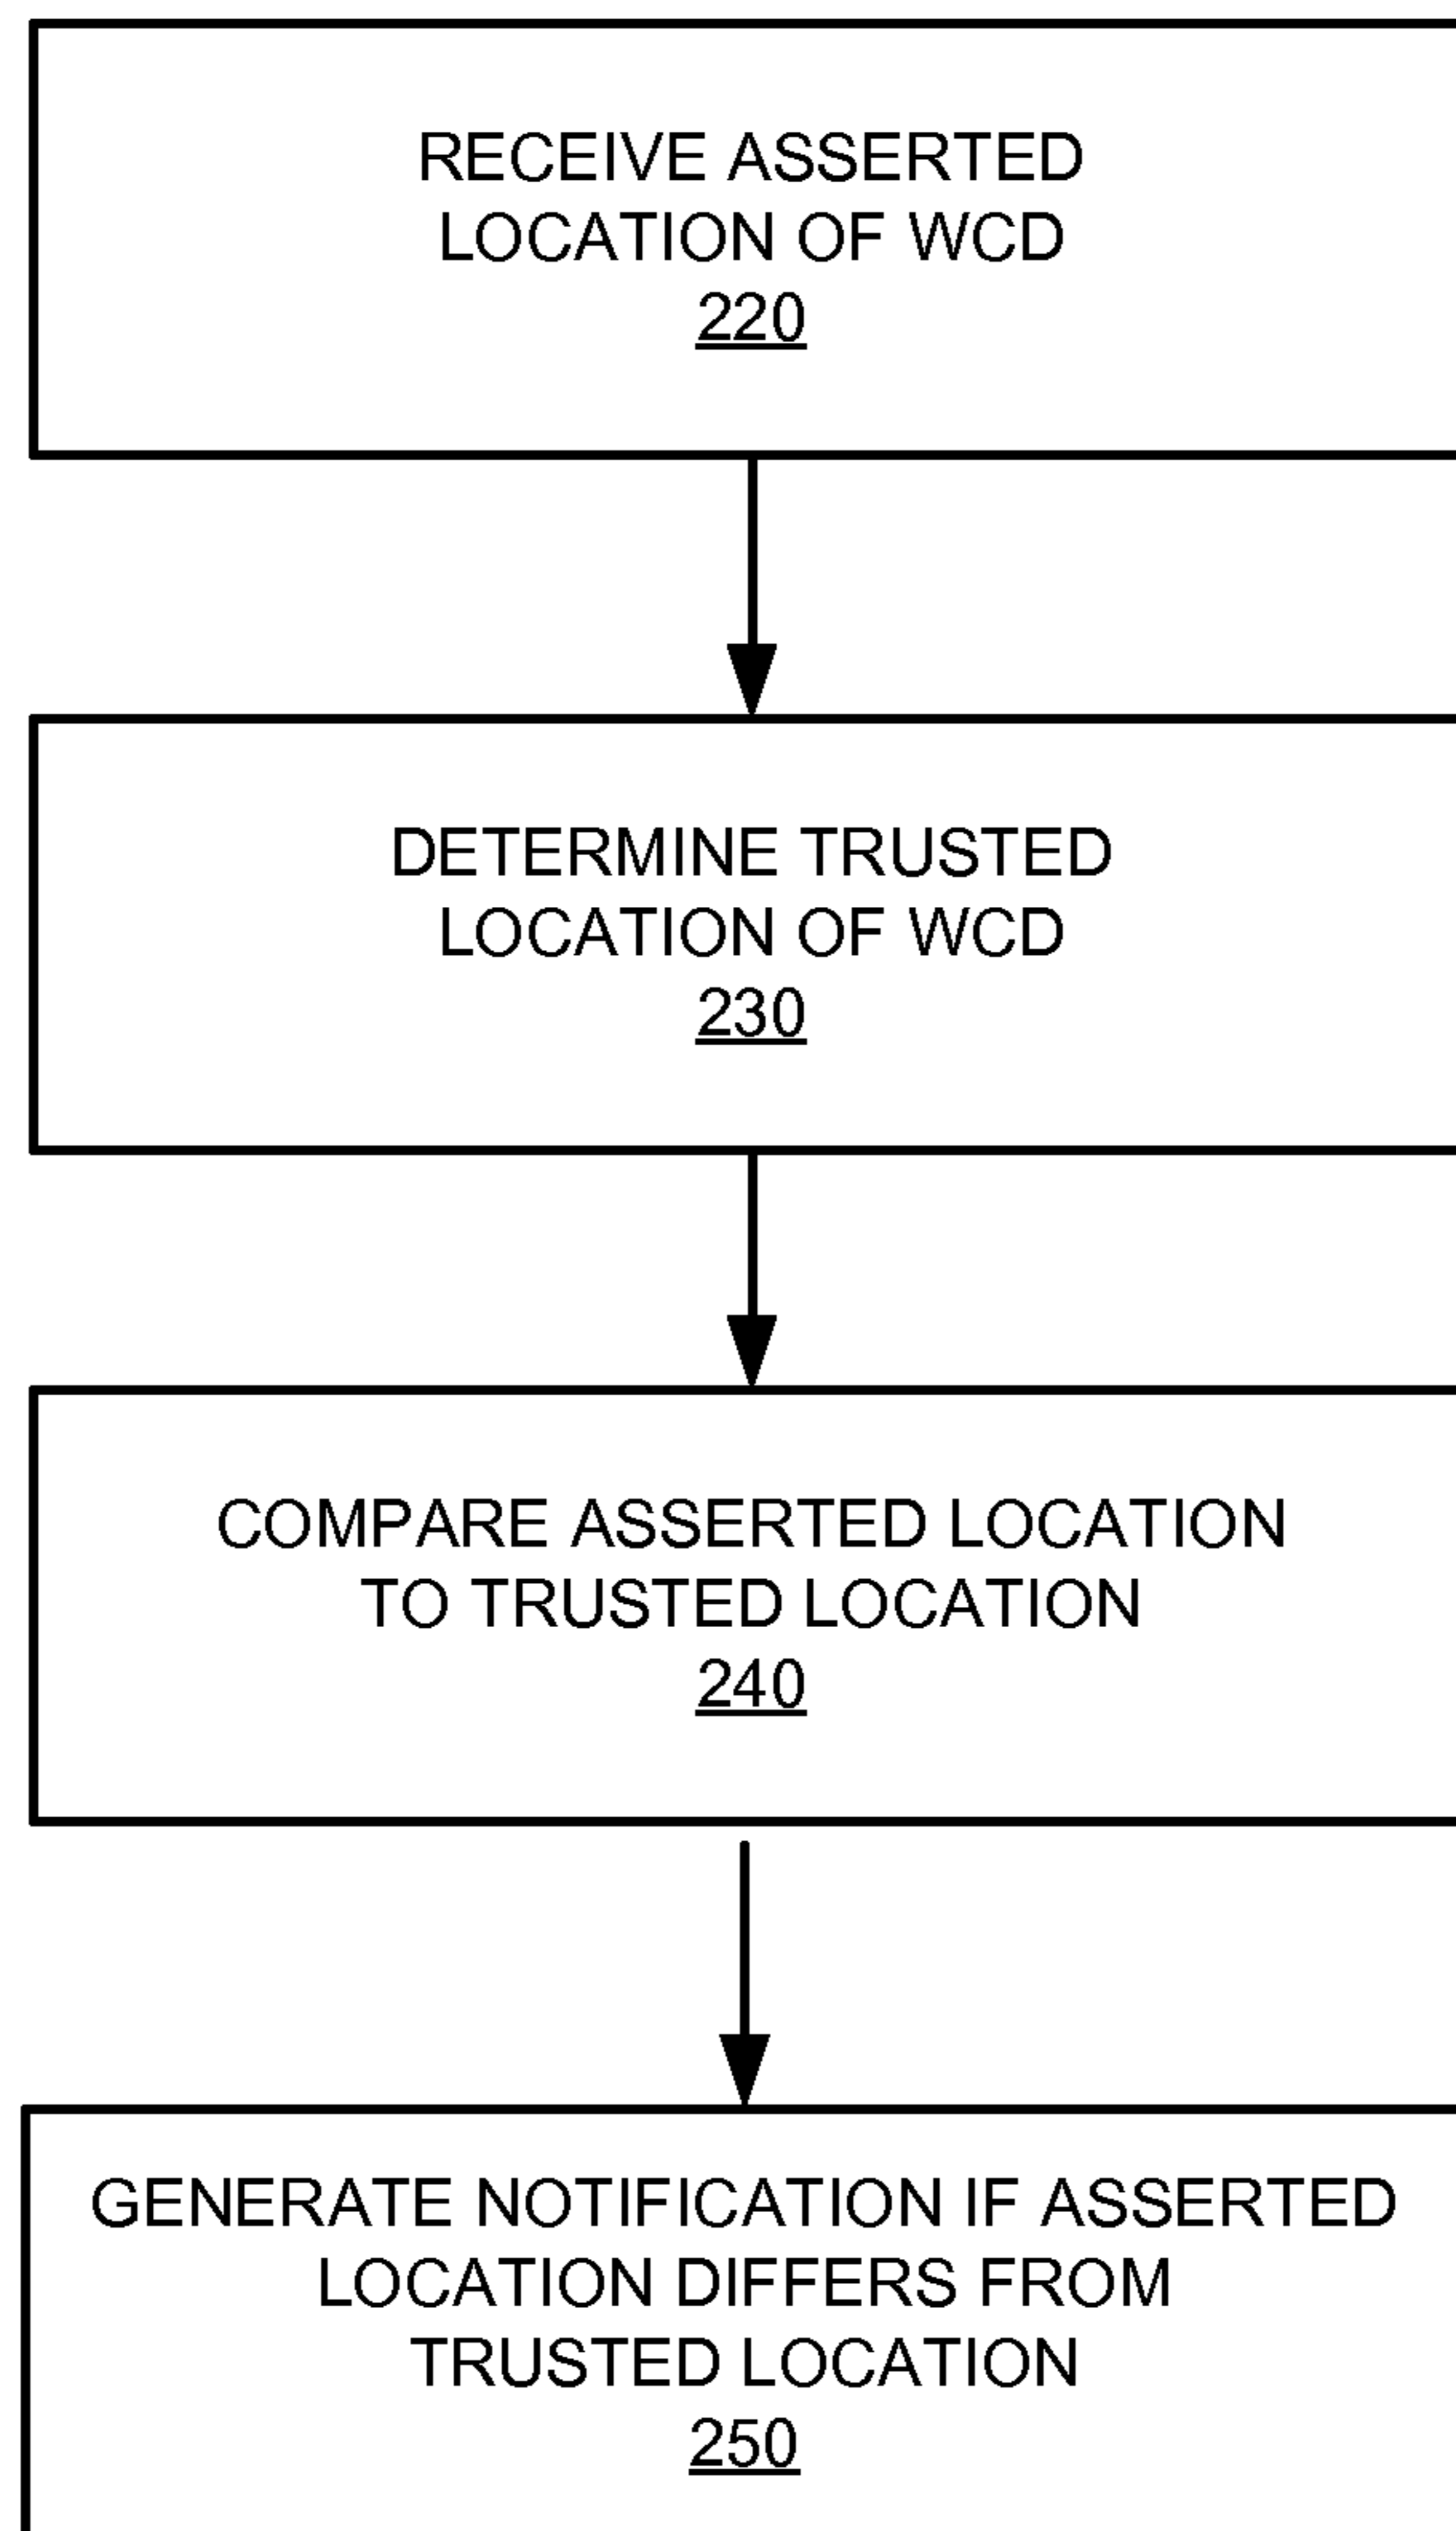 RECEIVE ASSERTED
LOCATION OF WCD
220
DETERMINE TRUSTED
LOCATION OF WCD
230
COMPARE ASSERTED LOCATION
TO TRUSTED LOCATION
240
GENERATE NOTIFICATION IF ASSERTED
LOCATION DIFFERS FROM
TRUSTED LOCATION
250